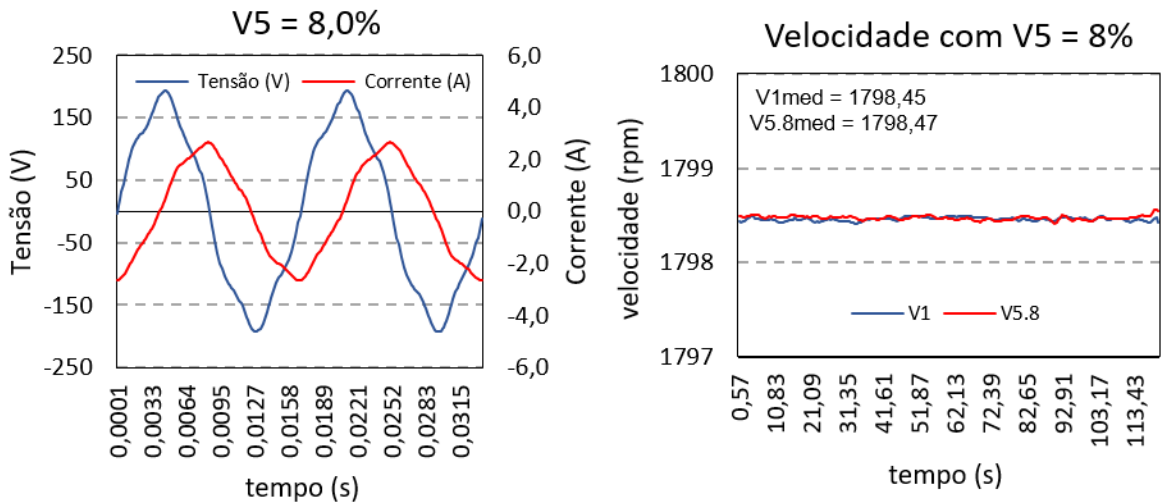 V5 = 8,0%
250
150
50
-50
-150
-250
Tensão (V)
6,0
4,0
2,0
0,0
-2,0
-4,0
-6,0
Corrente (A)
Tensão (V) Corrente (A)
0,0001 0,0033 0,0064 0,0095 0,0127 0,0158 0,0189 0,0221 0,0252 0,0283 0,0315
tempo (s)
Velocidade com V5 = 8%
1800
1799
1798
1797
velocidade (rpm)
V1med = 1798,45
V5.8med = 1798,47
V1 V5.8
0,57 10,83 21,09 31,35 41,61 51,87 62,13 72,39 82,65 92,91 103,17 113,43
tempo (s)